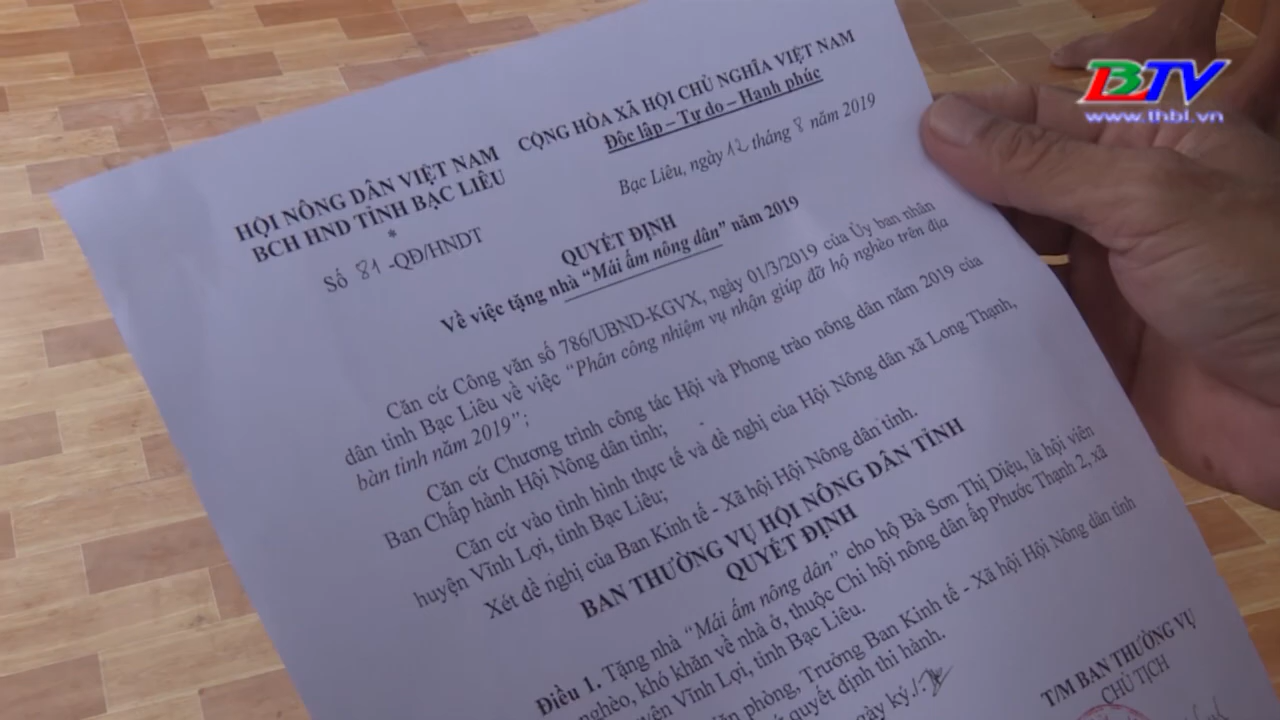 BTV
www.thbl.vn
CỘNG HÒA XÃ HỘI CHỦ NGHĨA VIỆT NAM
Độc lập – Tự do – Hạnh phúc
HỘI NÔNG DÂN VIỆT NAM
BCH HND TỈNH BẠC LIÊU
*
Số 81 -QĐ/HNDT
Bạc Liêu, ngày 12 tháng 8 năm 2019
QUYẾT ĐỊNH
Về việc tặng nhà “Mái ấm nông dân” năm 2019
Căn cứ Công văn số 786/UBND-KGVX, ngày 01/3/2019 của Ủy ban nhân
dân tỉnh Bạc Liêu về việc “Phân công nhiệm vụ nhận giúp đỡ hộ nghèo trên địa
bàn tỉnh năm 2019”;
Căn cứ Chương trình công tác Hội và Phong trào nông dân năm 2019 của
Ban Chấp hành Hội Nông dân tỉnh;
Căn cứ vào tình hình thực tế và đề nghị của Hội Nông dân xã Long Thạnh,
huyện Vĩnh Lợi, tỉnh Bạc Liêu;
Xét đề nghị của Ban Kinh tế - Xã hội Hội Nông dân tỉnh.
BAN THƯỜNG VỤ HỘI NÔNG DÂN TỈNH
QUYẾT ĐỊNH
Điều 1. Tặng nhà “Mái ấm nông dân” cho hộ Bà Sơn Thị Diệu, là hội viên
nghèo, khó khăn về nhà ở, thuộc Chi hội nông dân ấp Phước Thạnh 2, xã
Vĩnh Lợi, tỉnh Bạc Liêu.
phòng, Trưởng Ban Kinh tế - Xã hội Hội Nông dân tỉnh
quyết định thi hành.
ngày ký./.
T/M BAN THƯỜNG VỤ
CHỦ TỊCH